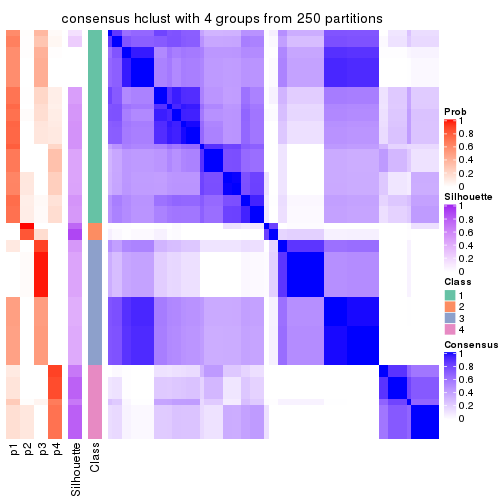 consensus hclust with 4 groups from 250 partitions
Prob
1
0.8
0.6
0.4
0.2
0
Silhouette
1
0.8
0.6
0.4
0.2
0
Class
1
2
3
4
Consensus
1
0.8
0.6
0.4
0.2
0
p1
p2
p3
p4
Silhouette
Class